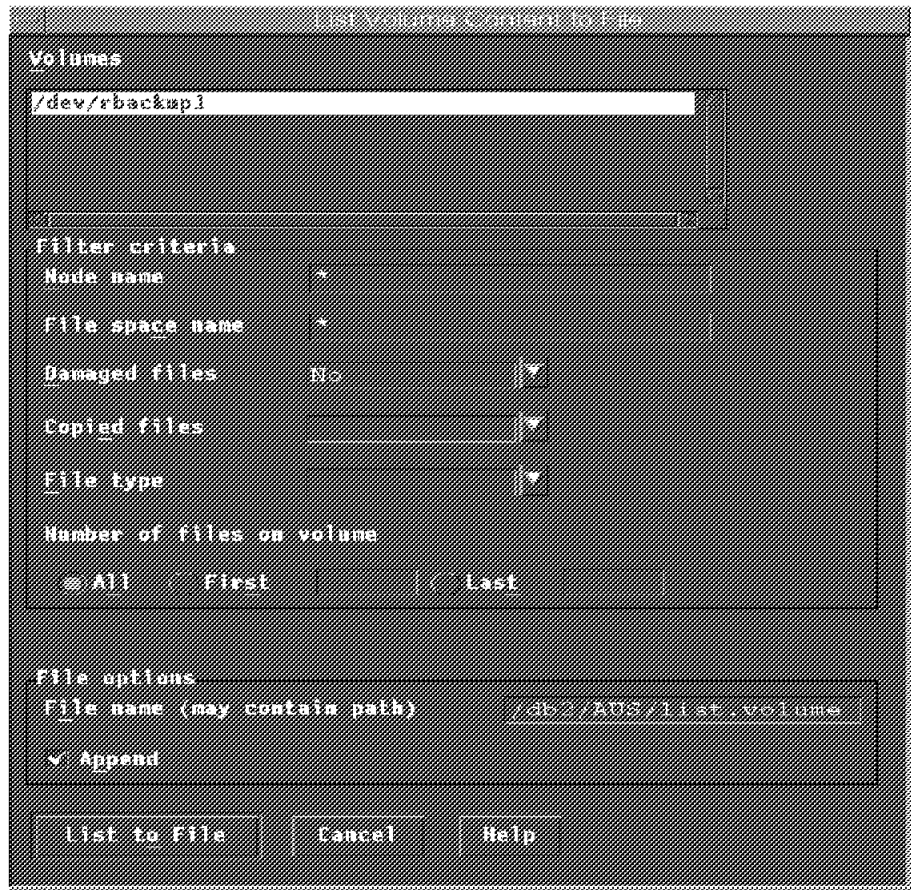 List Volume Content to File
Volumes
/dev/rbackup1
Filter criteria
Node name *
File space name *
Damaged files No
Copied files
File type
Number of files on volume
All First Last
File options
File name (may contain path) /db2/AUS/list.volume
Append
List to File Cancel Help